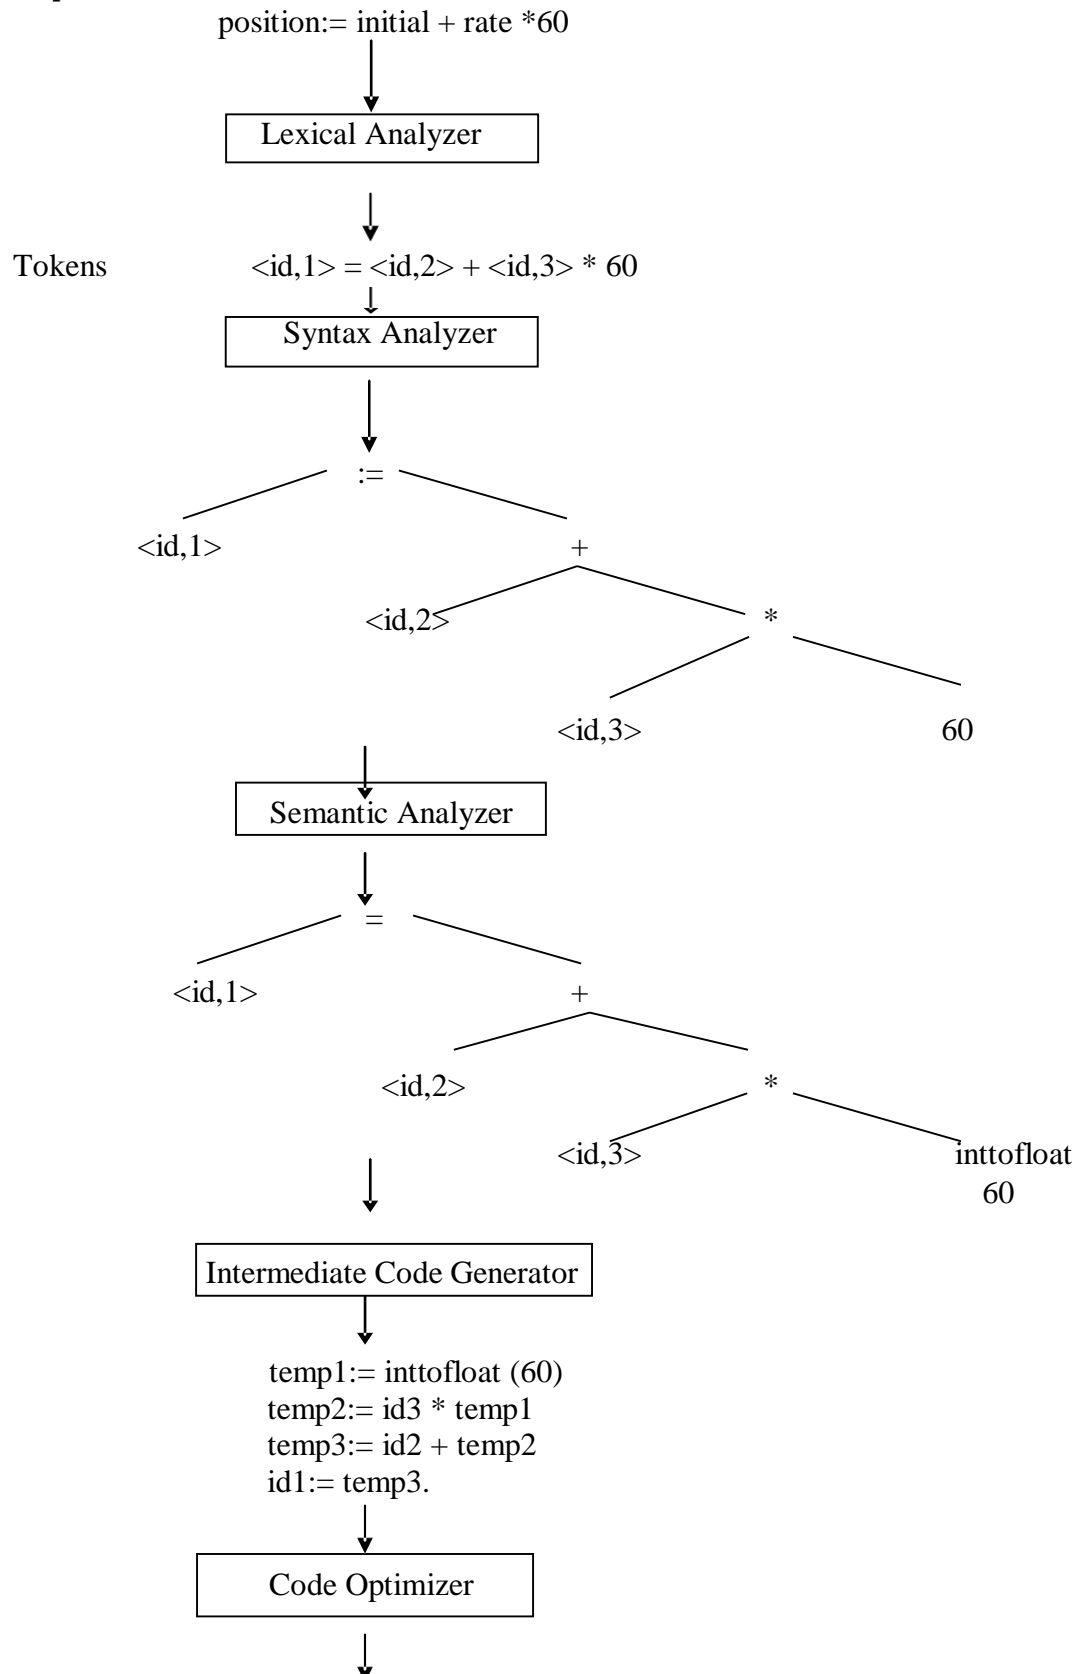 position:= initial + rate *60
Lexical Analyzer
Tokens <id,1> = <id,2> + <id,3> * 60
Syntax Analyzer
:=
<id,1> +
<id,2> *
<id,3> 60
Semantic Analyzer
=
<id,1> +
<id,2> *
<id,3> inttofloat
60
Intermediate Code Generator
temp1:= inttofloat (60)
temp2:= id3 * temp1
temp3:= id2 + temp2
id1:= temp3.
Code Optimizer